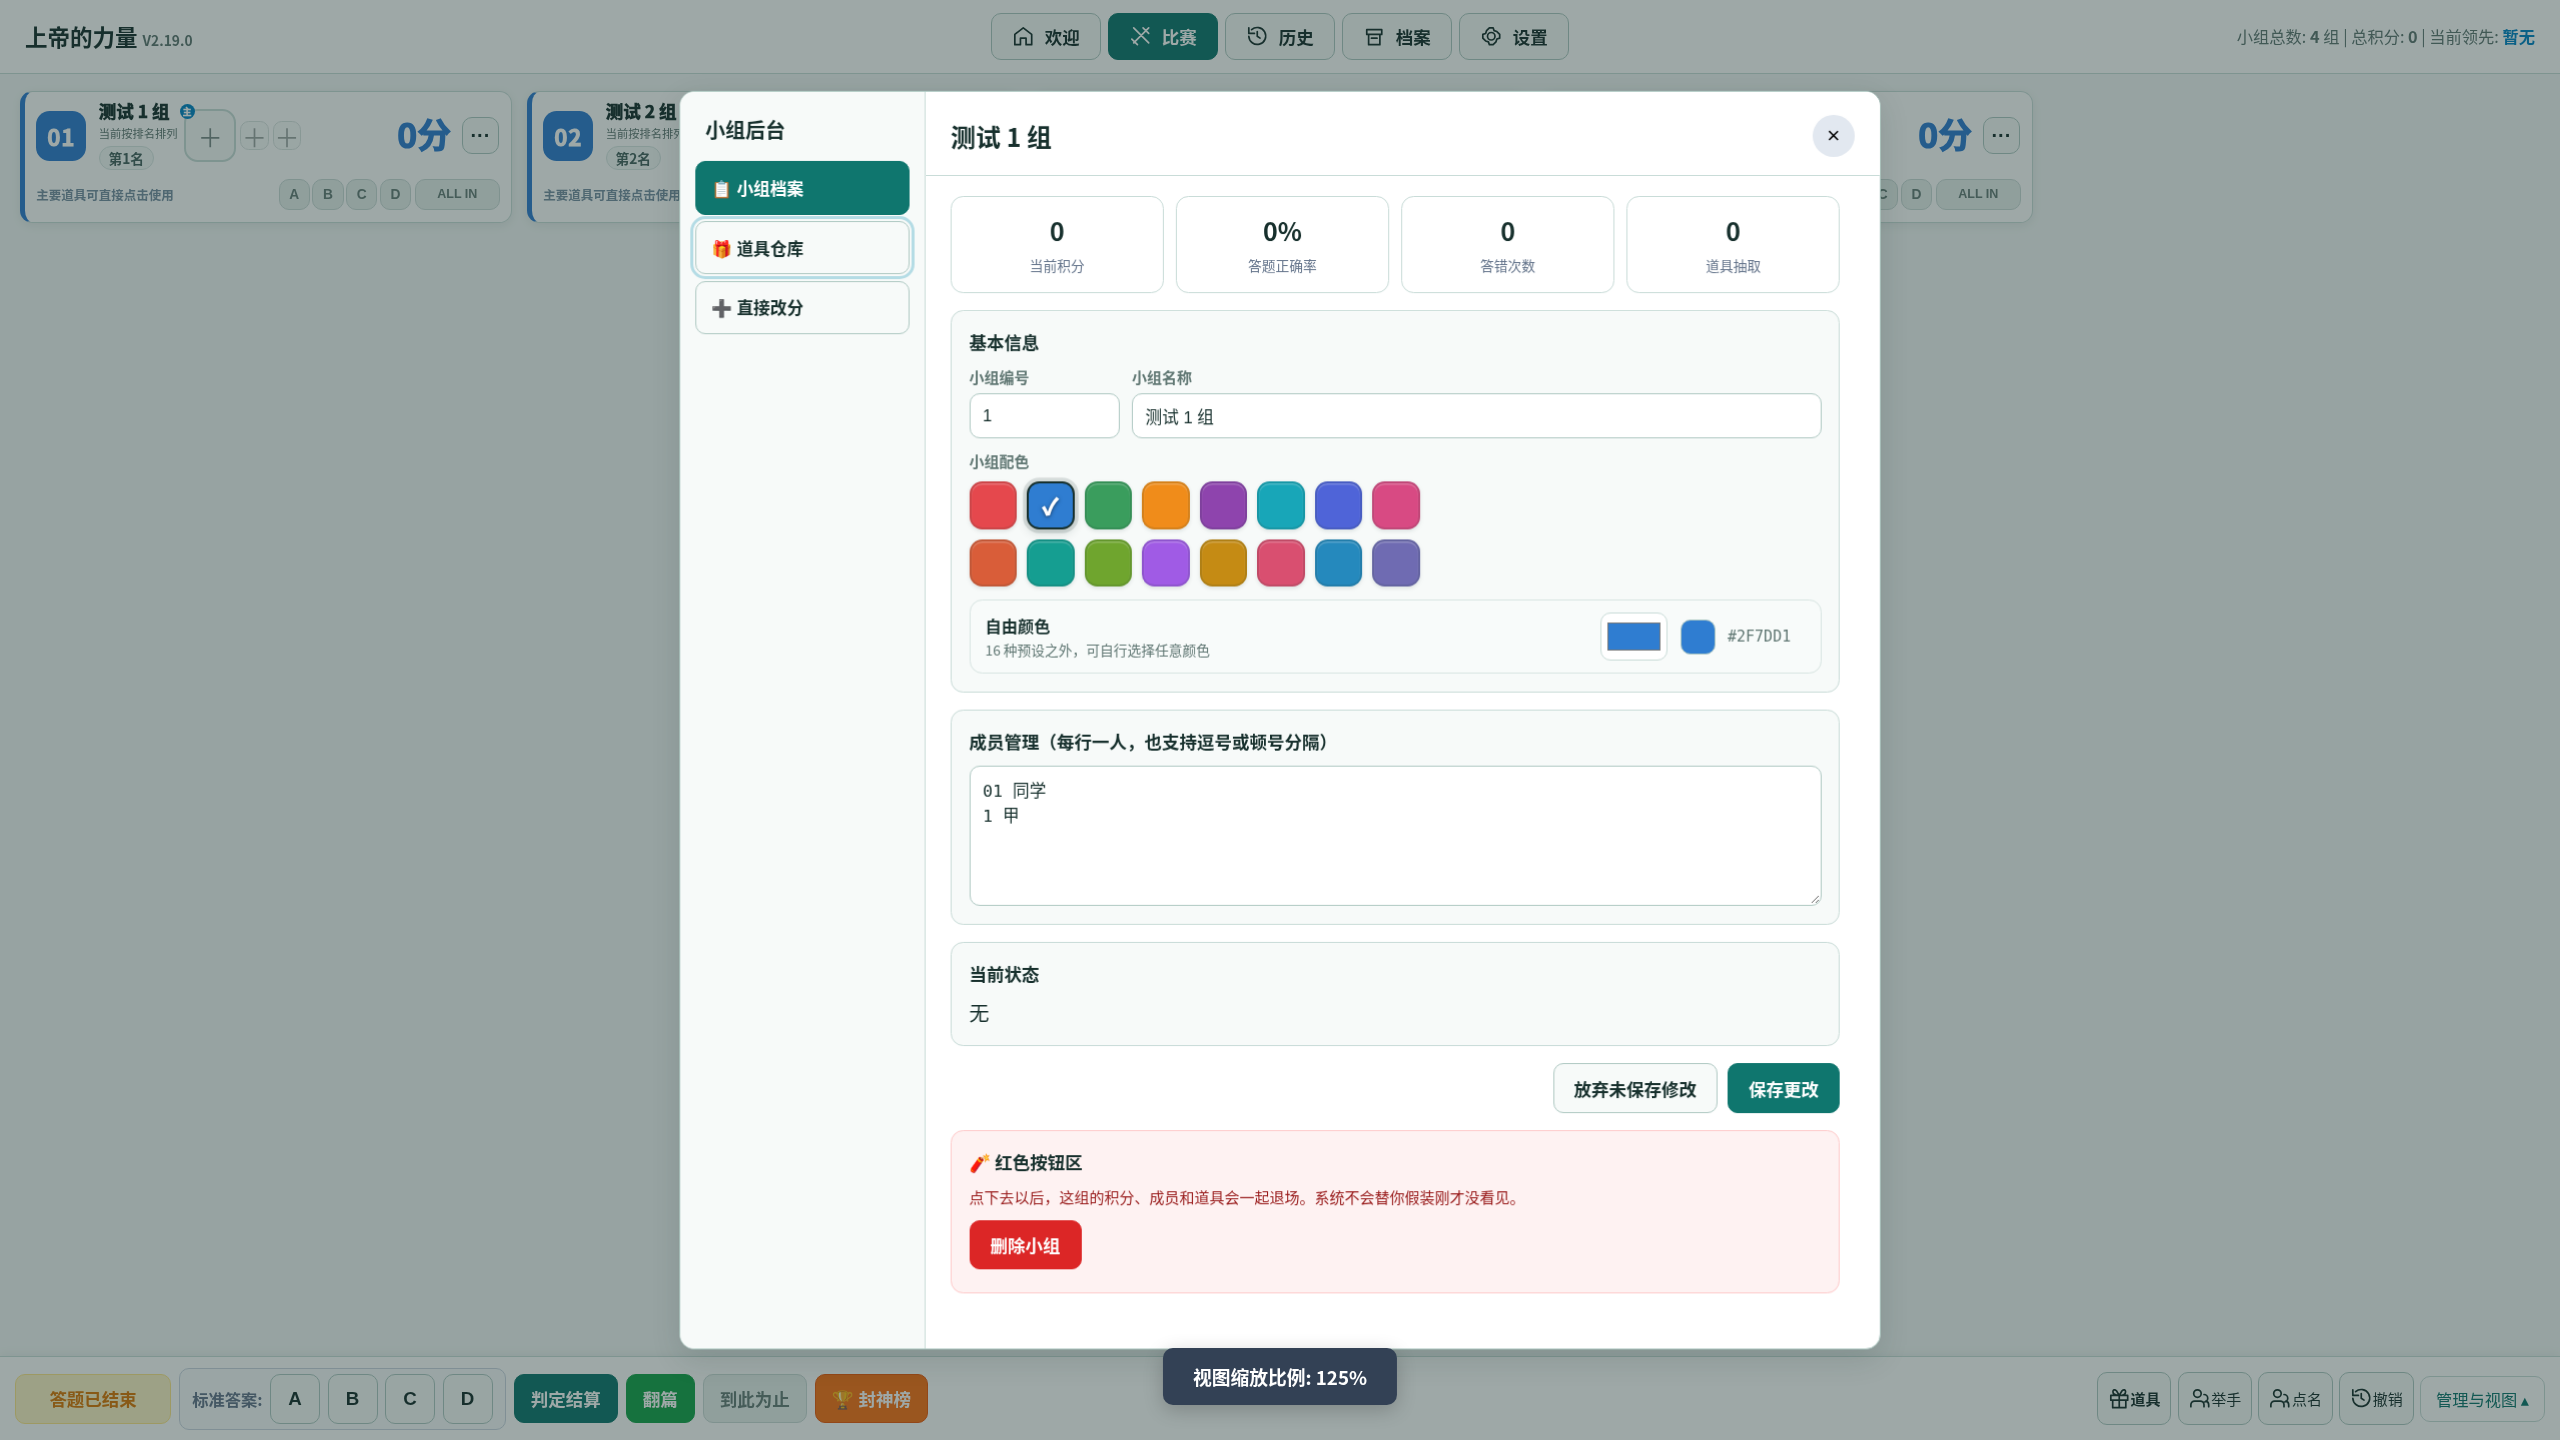 上帝的力量 V2.19.0
欢迎
比赛
历史
档案
设置
小组总数: 4 组 | 总积分: 0 | 当前领先: 暂无
01
测试 1 组
主
当前按排名排列
第1名
0分
主要道具可直接点击使用
A
B
C
D
ALL IN
02
测试 2 组
当前按排名排
第2名
主要道具可直接点击使用
0分
C
D
ALL IN
小组后台
小组档案
道具仓库
直接改分
测试 1 组
0
当前积分
0%
答题正确率
0
答错次数
0
道具抽取
基本信息
小组编号
小组名称
1
测试 1 组
小组配色
自由颜色
16 种预设之外，可自行选择任意颜色
#2F7DD1
成员管理（每行一人，也支持逗号或顿号分隔）
01 同学
1 甲
当前状态
无
放弃未保存修改
保存更改
红色按钮区
点下去以后，这组的积分、成员和道具会一起退场。系统不会替你假装刚才没看见。
删除小组
视图缩放比例: 125%
答题已结束
标准答案:
A
B
C
D
判定结算
翻篇
到此为止
封神榜
道具
举手
点名
撤销
管理与视图 ▴